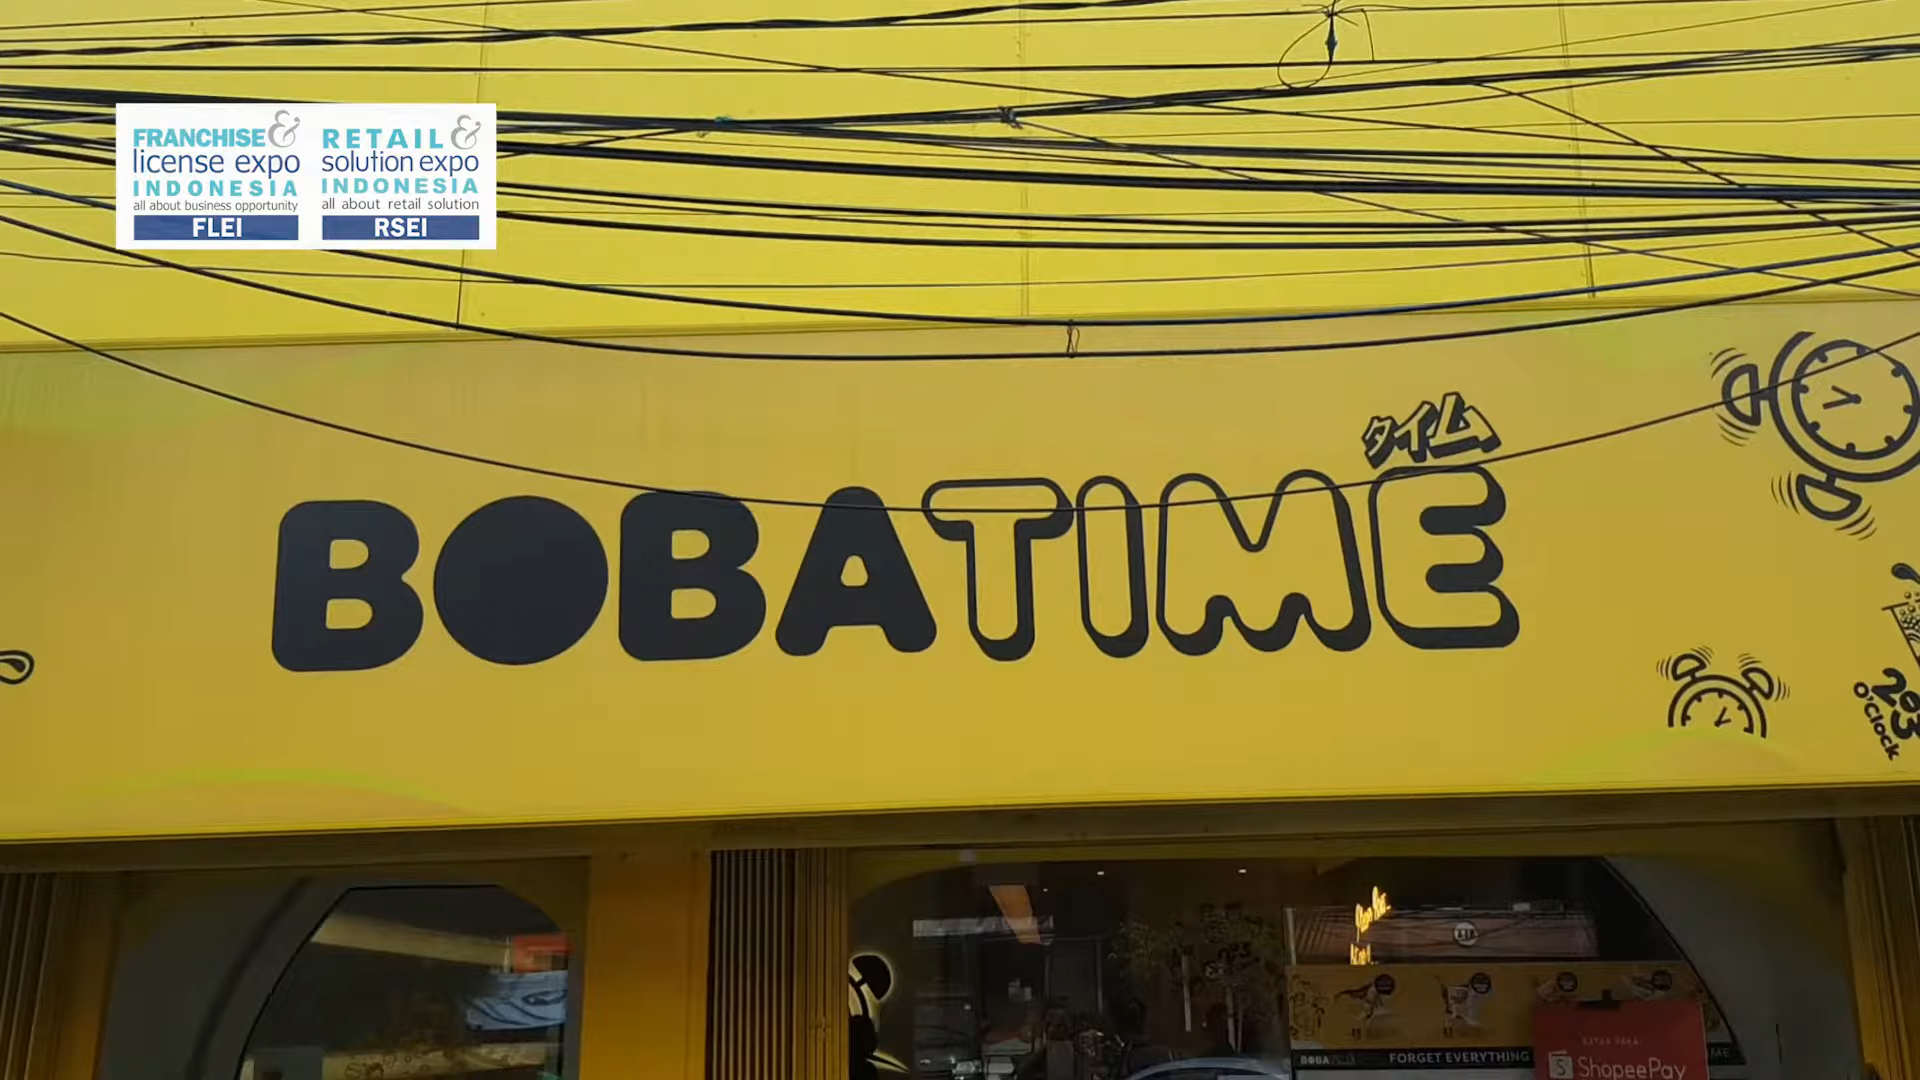 FRANCHISE &
license expo
INDONESIA
all about business opportunity
FLEI
RETAIL &
solution expo
INDONESIA
all about retail solution
RSEI
タイム
BOBATIME
O'Clock
BOBA
FORGET EVERYTHING
ShopeePay